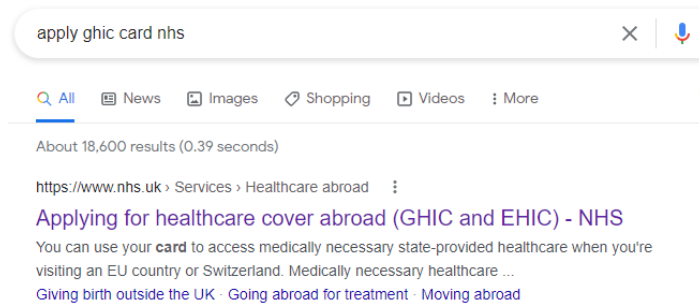 apply ghic card nhs
All News Images Shopping Videos More
About 18,600 results (0.39 seconds)
https://www.nhs.uk › Services › Healthcare abroad
Applying for healthcare cover abroad (GHIC and EHIC) - NHS
You can use your card to access medically necessary state-provided healthcare when you're
visiting an EU country or Switzerland. Medically necessary healthcare ...
Giving birth outside the UK · Going abroad for treatment · Moving abroad